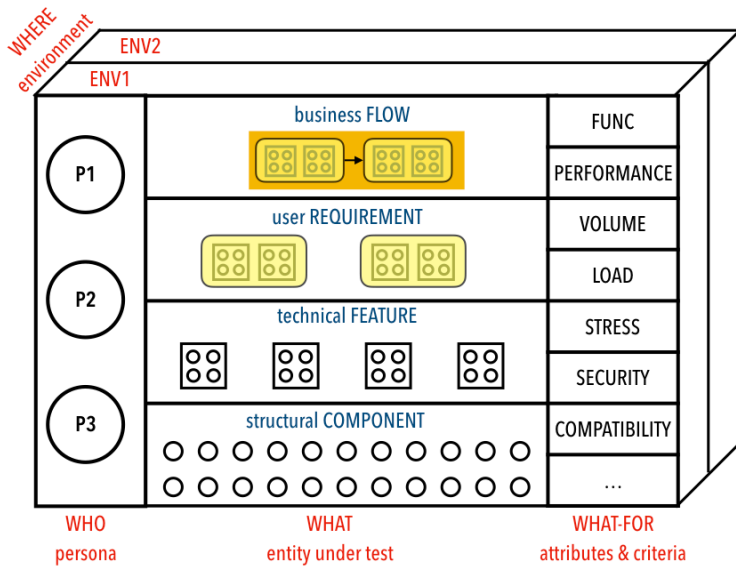 WHERE
environment
ENV2
ENV1
P1
P2
P3
business FLOW
user REQUIREMENT
technical FEATURE
structural COMPONENT
FUNC
PERFORMANCE
VOLUME
LOAD
STRESS
SECURITY
COMPATIBILITY
...
WHO
persona
WHAT
entity under test
WHAT-FOR
attributes & criteria